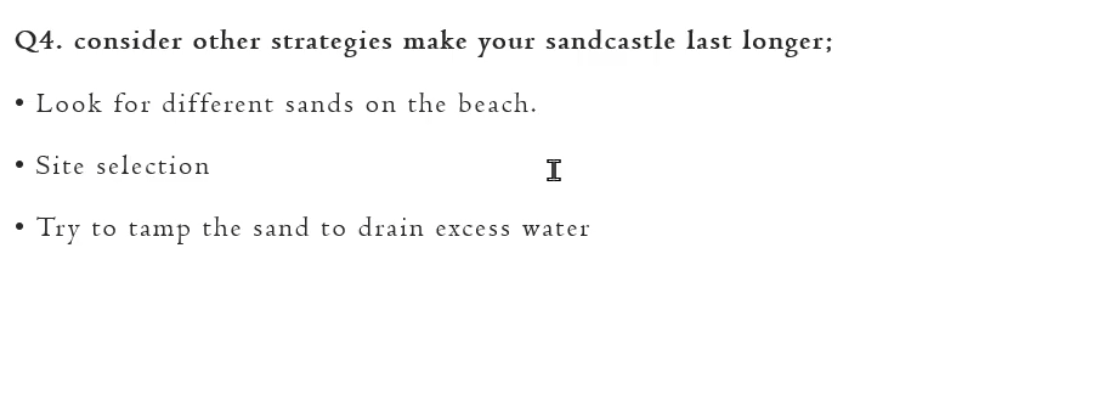 Q4. consider other strategies make your sandcastle last longer;
• Look for different sands on the beach.
• Site selection
• Try to tamp the sand to drain excess water